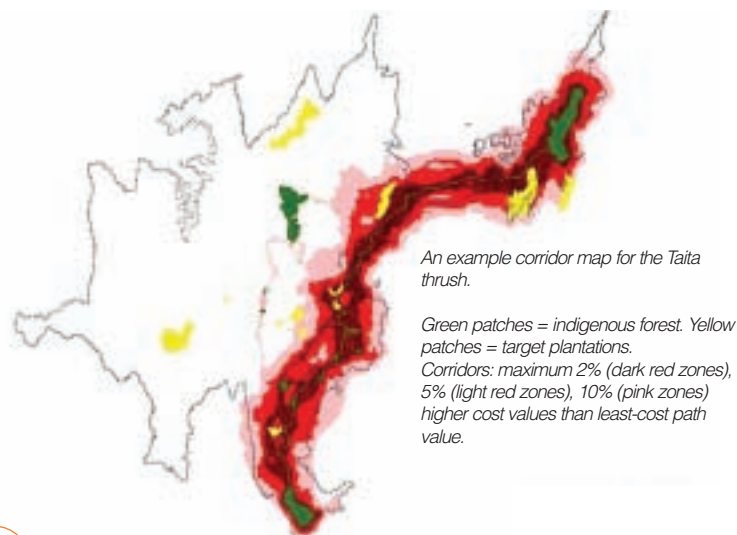 An example corridor map for the Taita
thrush.
Green patches = indigenous forest. Yellow
patches = target plantations.
Corridors: maximum 2% (dark red zones),
5% (light red zones), 10% (pink zones)
higher cost values than least-cost path
value.